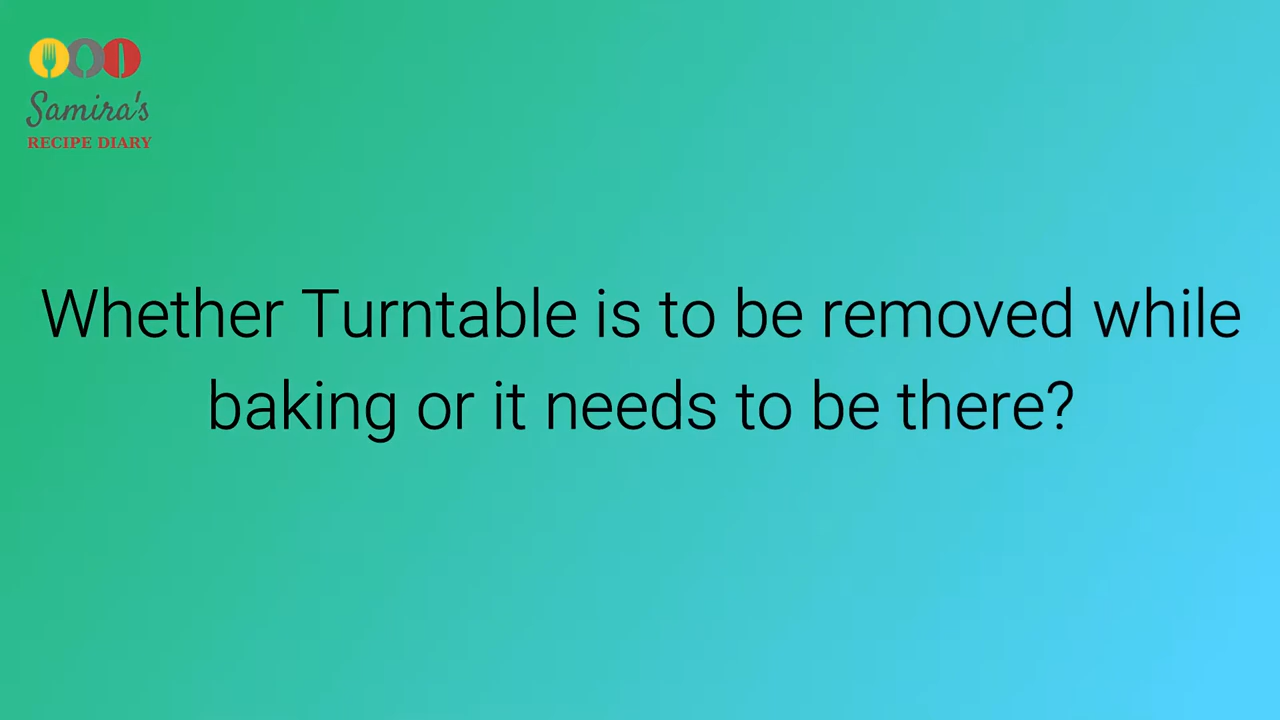 Samira's
RECIPE DIARY
Whether Turntable is to be removed while
baking or it needs to be there?